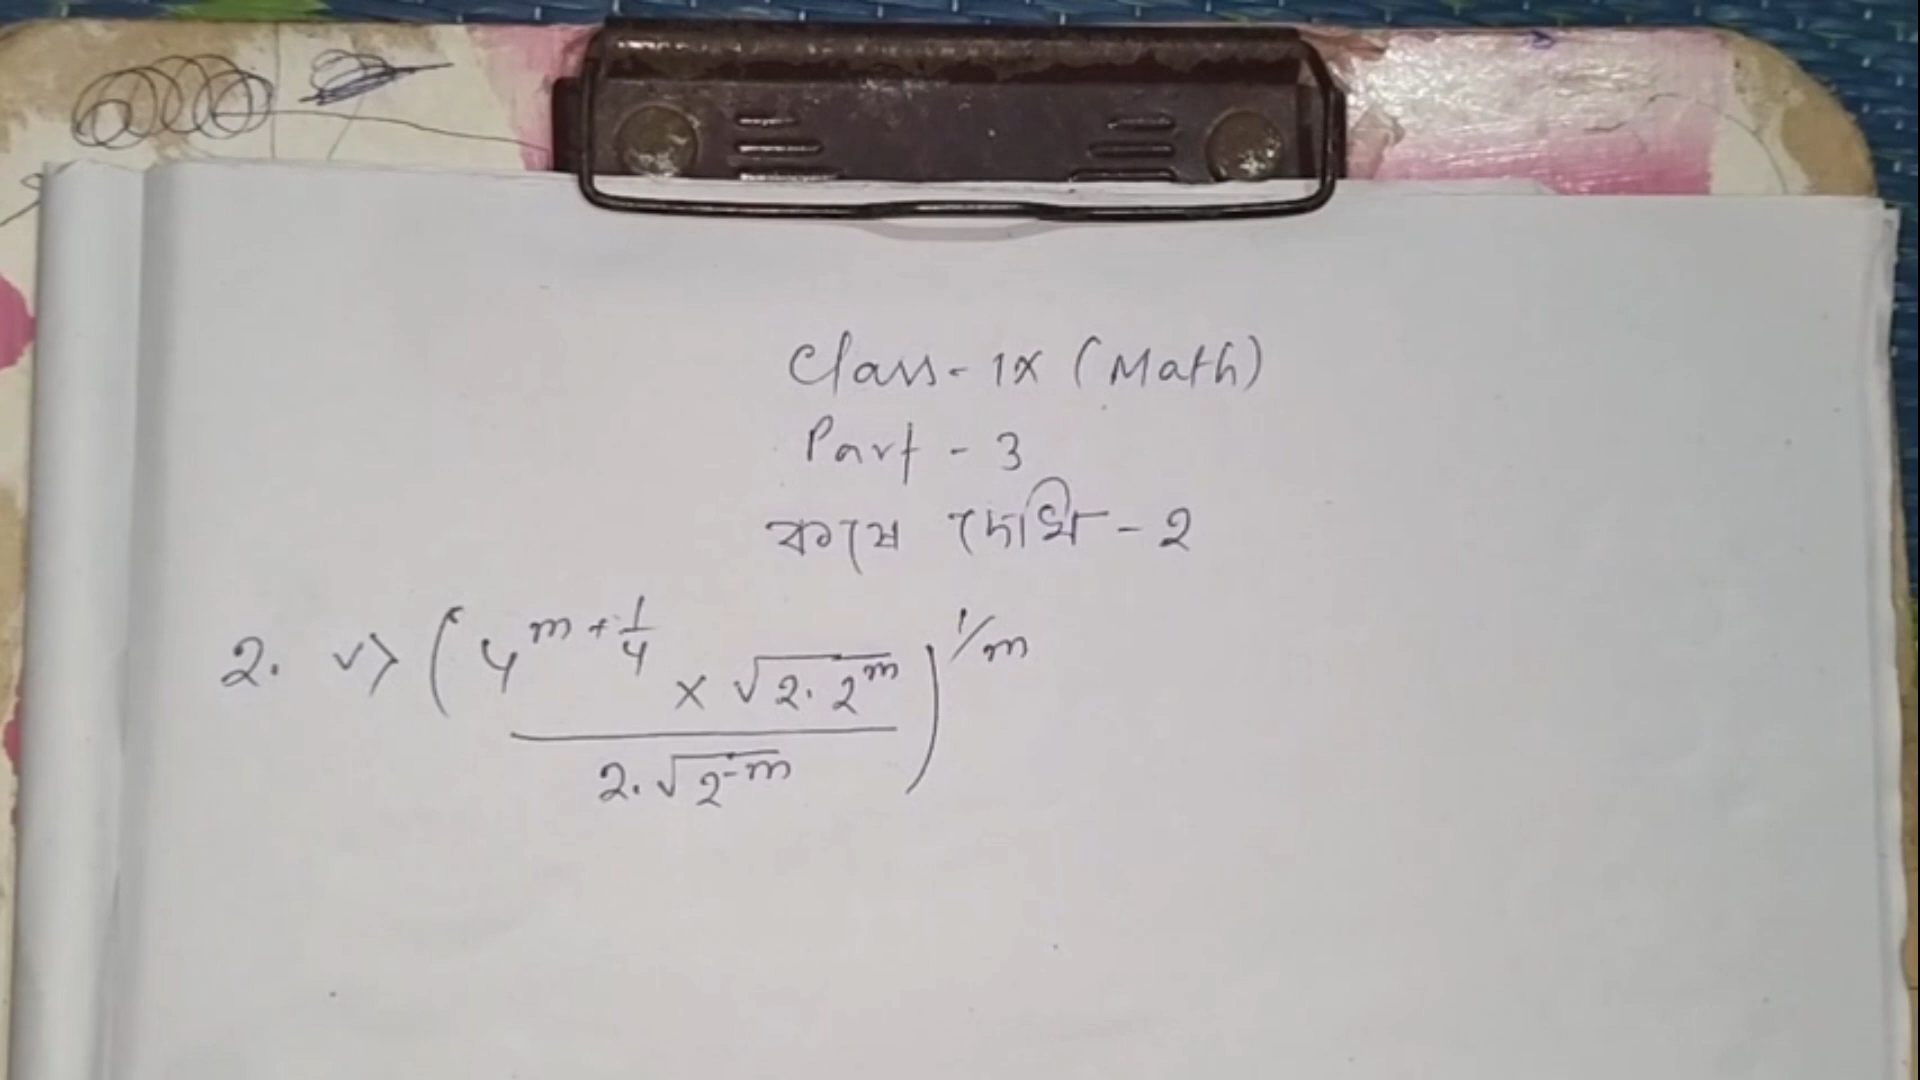 Class- IX (Math)
Part - 3
কষে দেখি - 2
2. v> (4^{m + 1/4} × √(2.2^m) / 2.√(2^{-m}))^{1/m}